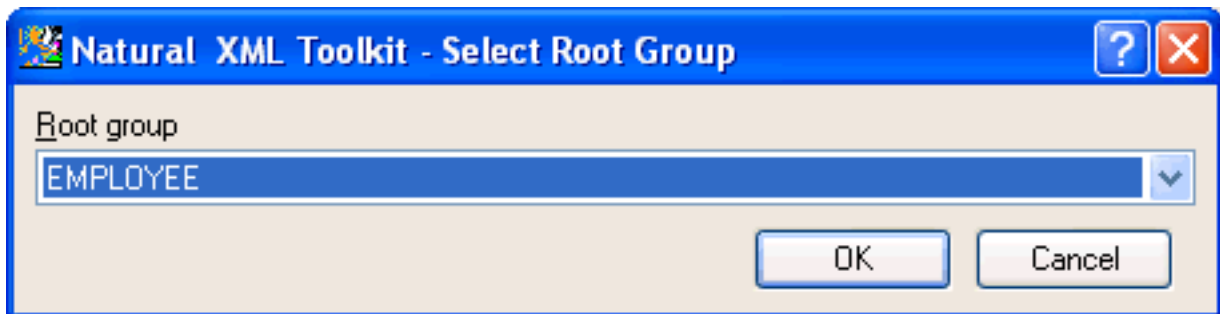 Natural XML Toolkit - Select Root Group
?
Root group
EMPLOYEE
OK Cancel